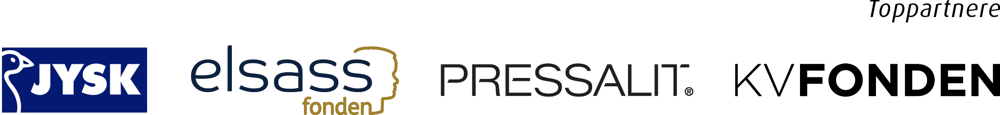 Toppartnere
JYSK
elsass
fonden
PRESSALIT®
KVFONDEN